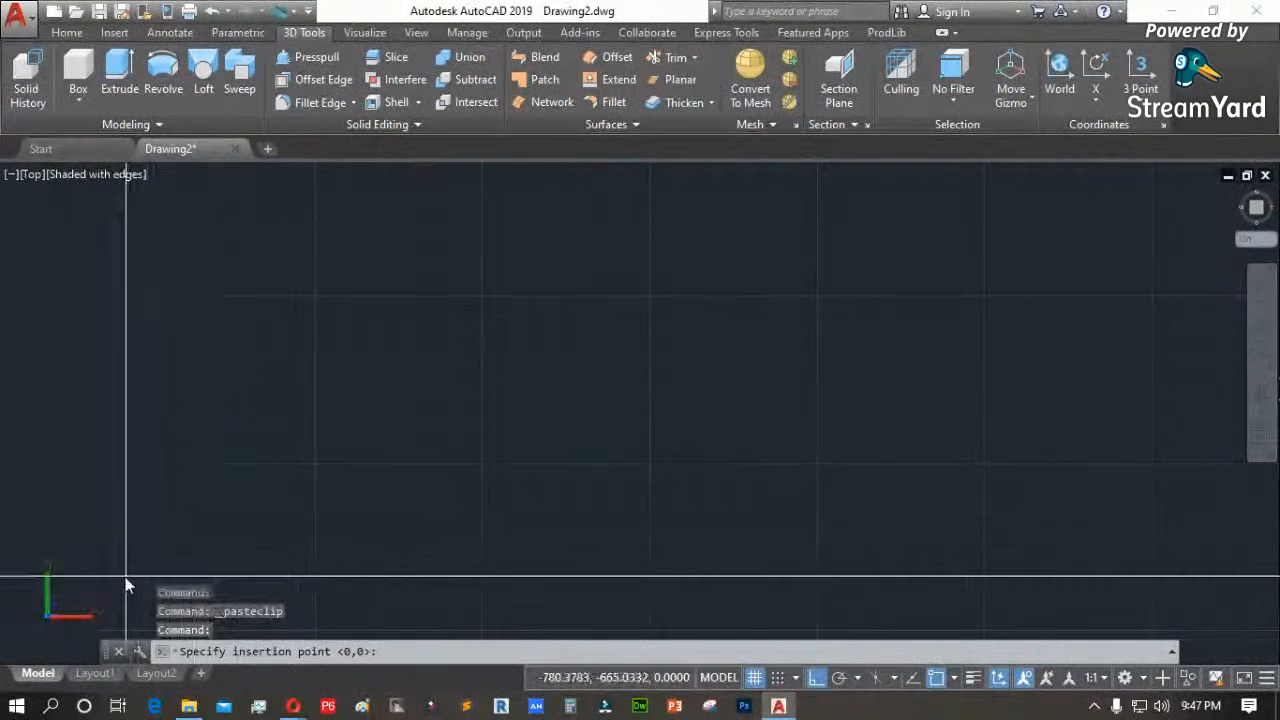 Autodesk AutoCAD 2019 Drawing2.dwg
Type a keyword or phrase
Sign In
Powered by
StreamYard
Home Insert Annotate Parametric 3D Tools Visualize View Manage Output Add-ins Collaborate Express Tools Featured Apps ProdLib
Solid History
Box
Extrude
Revolve
Loft
Sweep
Presspull
Offset Edge
Fillet Edge
Slice
Interfere
Shell
Union
Subtract
Intersect
Blend
Patch
Network
Offset
Extend
Fillet
Trim
Planar
Thicken
Convert To Mesh
Section Plane
Culling
No Filter
Move Gizmo
World
X
3 Point
Modeling
Solid Editing
Surfaces
Mesh
Section
Selection
Coordinates
Start
Drawing2*
[−][Top][Shaded with edges]
Command:
Command: _pasteclip
Command:
Specify insertion point <0,0>:
Model Layout1 Layout2
-780.3783, -665.0332, 0.0000 MODEL
1:1
9:47 PM